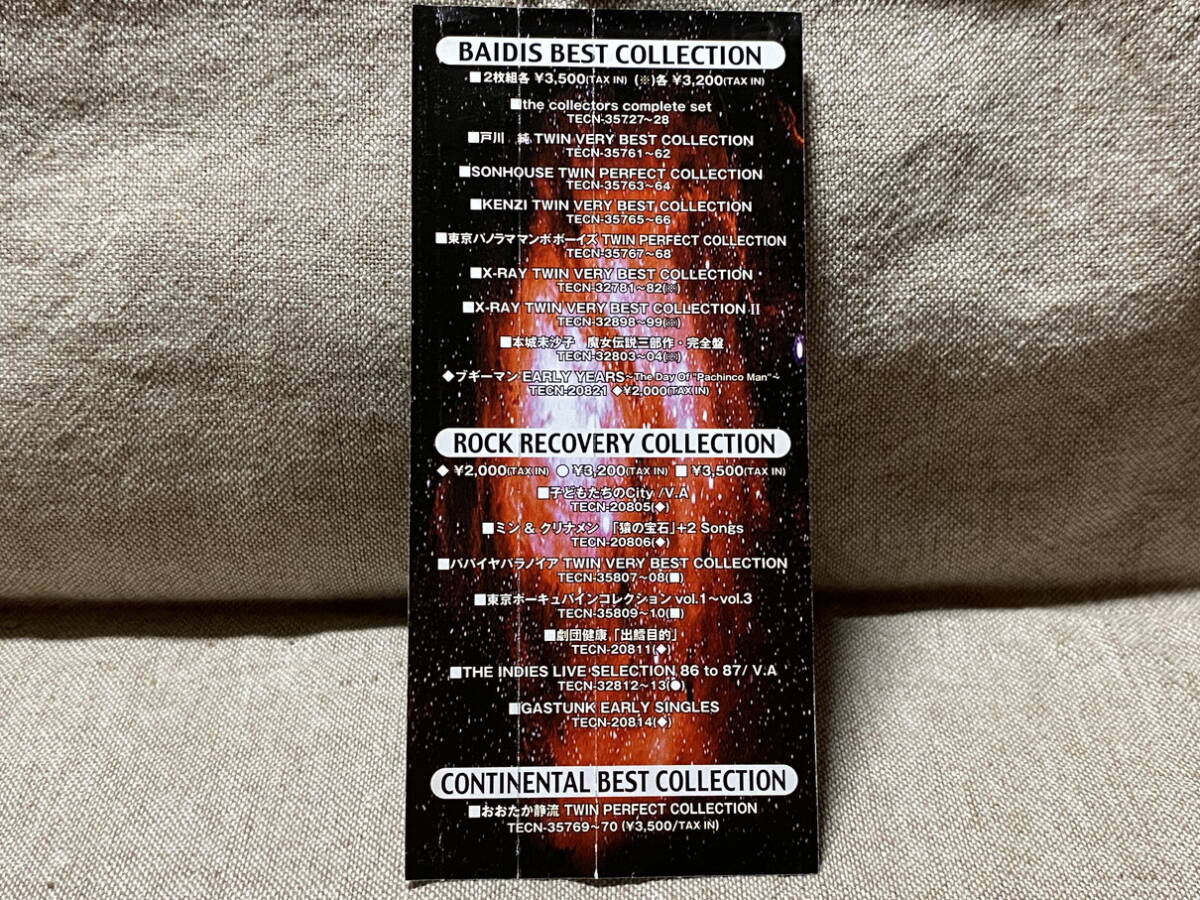 BAIDIS BEST COLLECTION
■2枚組各 ¥3,500(TAX IN) (※)各 ¥3,200(TAX IN)
■the collectors complete set
TECN-35727~28
■戸川 純 TWIN VERY BEST COLLECTION
TECN-35761~62
■SONHOUSE TWIN PERFECT COLLECTION
TECN-35763~64
■KENZI TWIN VERY BEST COLLECTION
TECN-35765~66
■東京パノラママンボボーイズ TWIN PERFECT COLLECTION
TECN-35767~68
■X-RAY TWIN VERY BEST COLLECTION
TECN-32781~82(※)
■X-RAY TWIN VERY BEST COLLECTION II
TECN-32898~99(※)
■本城未沙子 魔女伝説三部作・完全盤
TECN-32803~04(※)
◆ブギーマン EARLY YEARS~The Day Of "Pachinco Man"~
TECN-20821 ◆¥2,000(TAX IN)
ROCK RECOVERY COLLECTION
◆ ¥2,000(TAX IN) ● ¥3,200(TAX IN) ■ ¥3,500(TAX IN)
■子どもたちのCity /V.A
TECN-20805(◆)
■ミン & クリナメン 「猿の宝石」+2 Songs
TECN-20806(◆)
■パパイヤパラノイア TWIN VERY BEST COLLECTION
TECN-35807~08(■)
■東京ポーキュパインコレクション vol.1~vol.3
TECN-35809~10(■)
■劇団健康「出鱈目的」
TECN-20811(◆)
■THE INDIES LIVE SELECTION 86 to 87/ V.A
TECN-32812~13(●)
■GASTUNK EARLY SINGLES
TECN-20814(◆)
CONTINENTAL BEST COLLECTION
■おおたか静流 TWIN PERFECT COLLECTION
TECN-35769~70 (¥3,500/TAX IN)